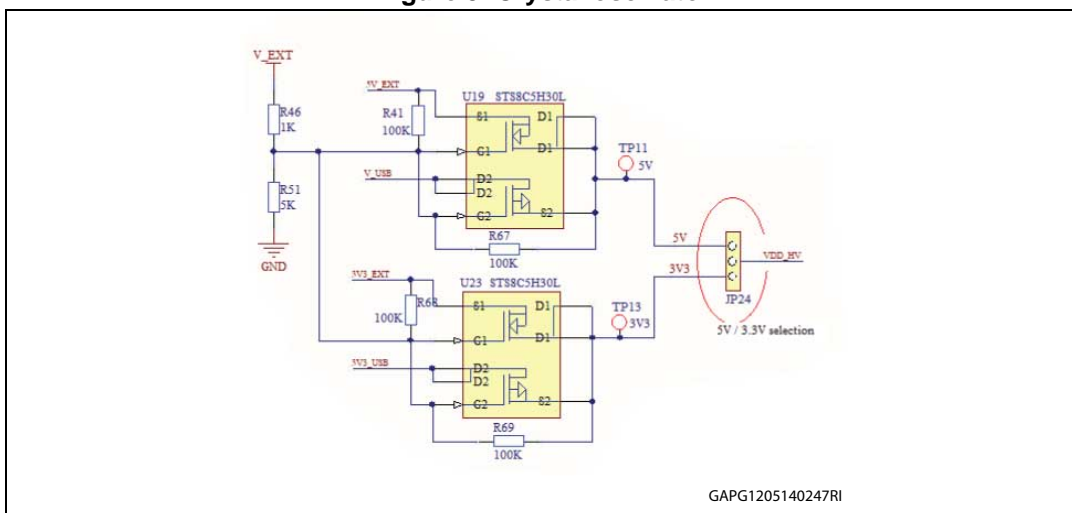 V_EXT
R46
1K
R51
5K
GND
5V_EXT
R41
100K
V_USB
U19 STS8C5H30L
S1
D1
G1
D1
D2
D2
G2
S2
R67
100K
TP11
5V
3V3_EXT
R68
100K
3V3_USB
U23 STS8C5H30L
S1
D1
G1
D1
D2
D2
G2
S2
R69
100K
TP13
3V3
5V
3V3
VDD_HV
JP24
5V / 3.3V selection
GAPG1205140247RI